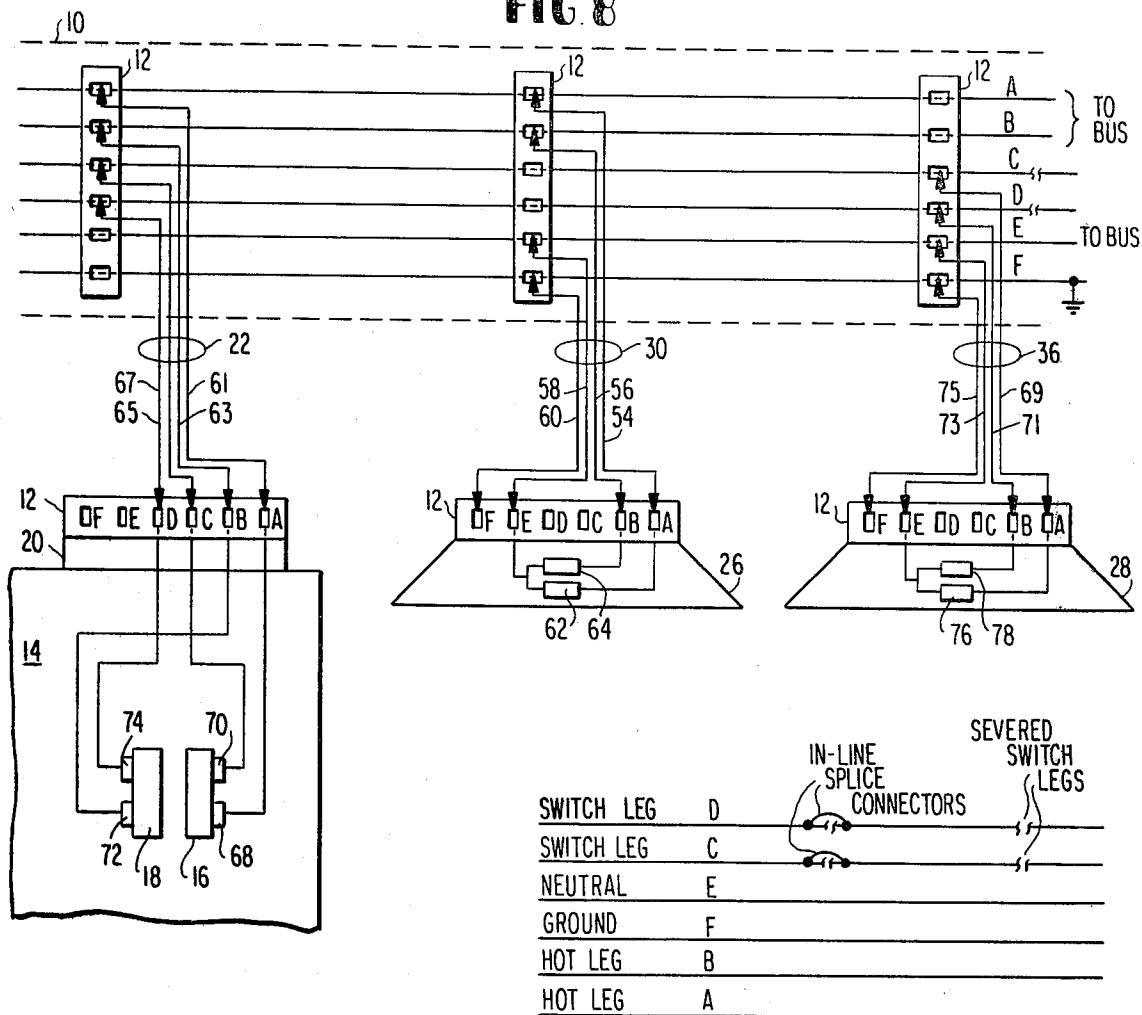 FIG. 8
10
12
12
12
A
B
TO
BUS
C
D
E
TO BUS
F
22
30
36
67
61
65
63
58
56
60
54
75
69
73
71
12
F E D C B A
20
12
F E D C B A
26
62
64
12
F E D C B A
28
76
78
14
74
70
72
68
18
16
IN-LINE
SPLICE
CONNECTORS
SEVERED
SWITCH
LEGS
SWITCH LEG D
SWITCH LEG C
NEUTRAL E
GROUND F
HOT LEG B
HOT LEG A